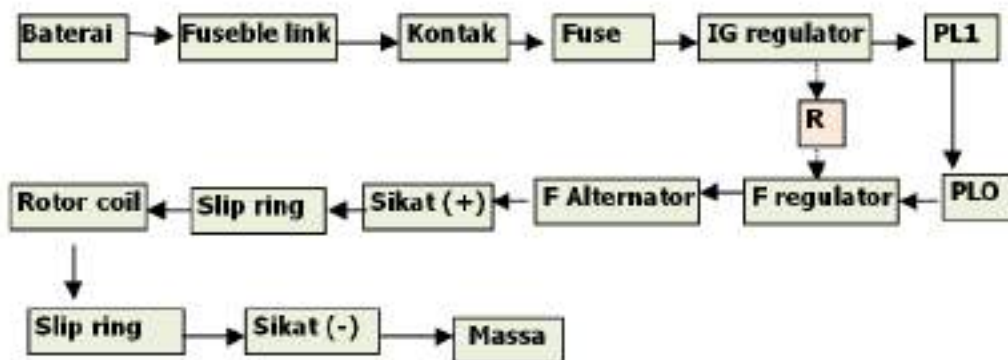 Baterai
Fuseble link
Kontak
Fuse
IG regulator
PL1
R
Rotor coil
Slip ring
Sikat (+)
F Alternator
F regulator
PLO
Slip ring
Sikat (-)
Massa